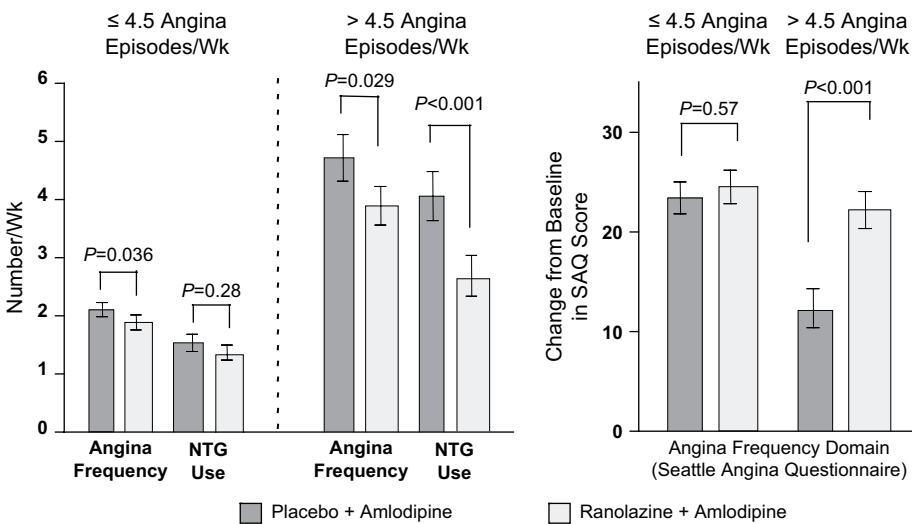 ≤ 4.5 Angina
Episodes/Wk
> 4.5 Angina
Episodes/Wk
Number/Wk
6
5
4
3
2
1
0
P=0.036
P=0.28
P=0.029
P<0.001
Angina
Frequency
NTG
Use
Angina
Frequency
NTG
Use
≤ 4.5 Angina
Episodes/Wk
> 4.5 Angina
Episodes/Wk
Change from Baseline
in SAQ Score
30
20
10
0
P=0.57
P<0.001
Angina Frequency Domain
(Seattle Angina Questionnaire)
Placebo + Amlodipine
Ranolazine + Amlodipine